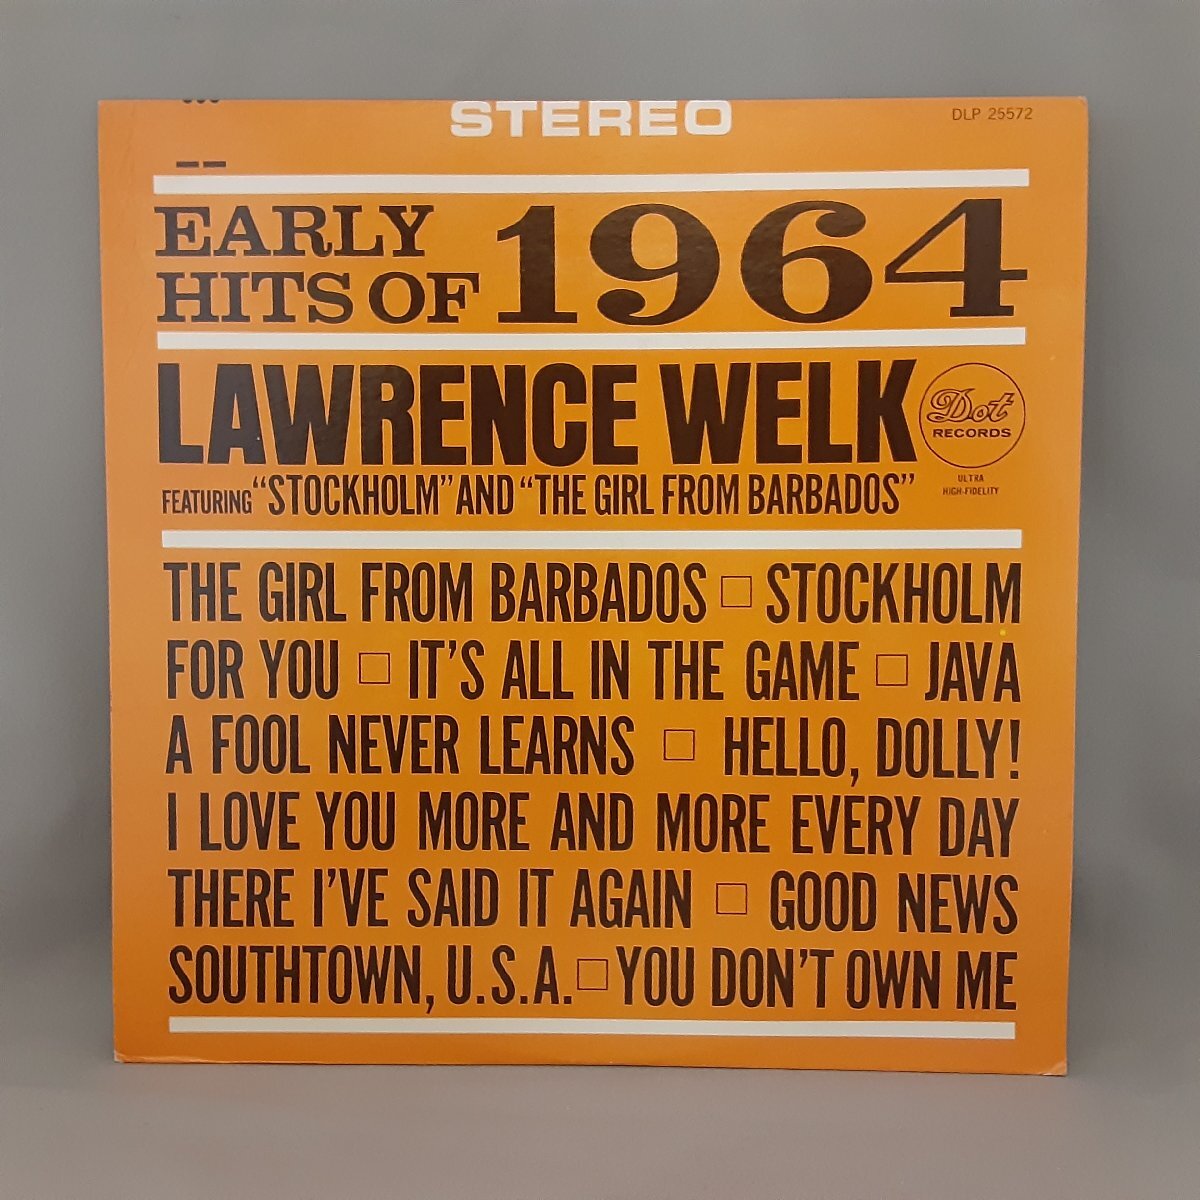 STEREO
DLP 25572
EARLY
HITS OF 1964
LAWRENCE WELK
Dot
RECORDS
ULTRA
HIGH-FIDELITY
FEATURING "STOCKHOLM" AND "THE GIRL FROM BARBADOS"
THE GIRL FROM BARBADOS □ STOCKHOLM
FOR YOU □ IT'S ALL IN THE GAME □ JAVA
A FOOL NEVER LEARNS □ HELLO, DOLLY!
I LOVE YOU MORE AND MORE EVERY DAY
THERE I'VE SAID IT AGAIN □ GOOD NEWS
SOUTHTOWN, U.S.A. □ YOU DON'T OWN ME